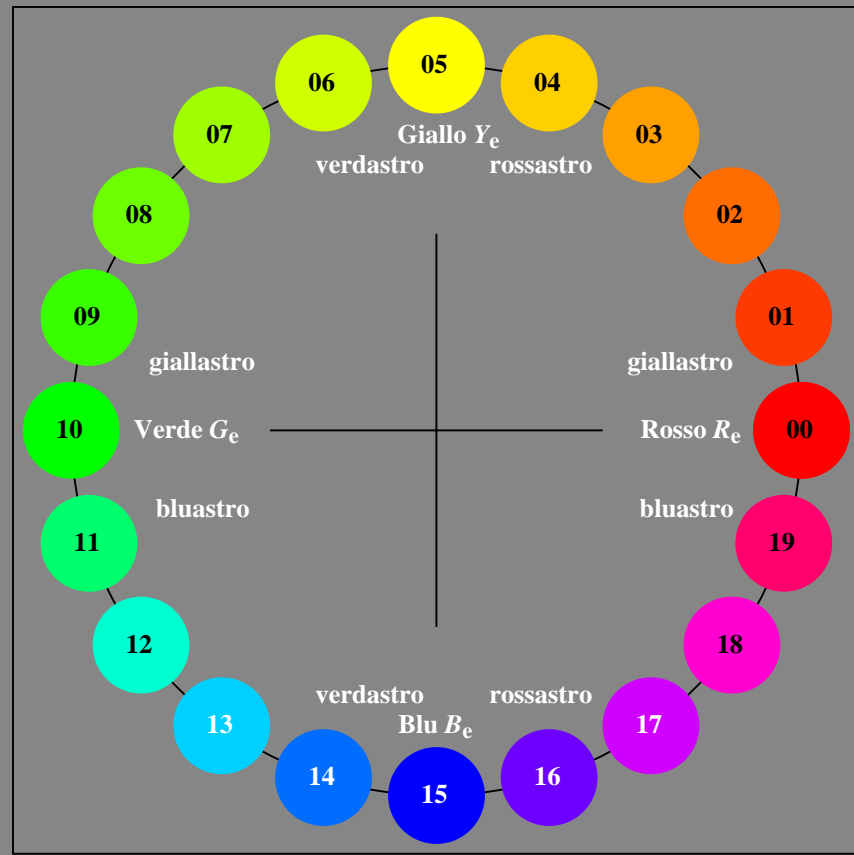 05
06
04
07
Giallo Yₑ
03
verdastro
rossastro
08
02
09
01
giallastro
giallastro
10
Verde Gₑ
Rosso Rₑ
00
bluastro
bluastro
11
19
12
18
verdastro
rossastro
13
Blu Bₑ
17
14
16
15